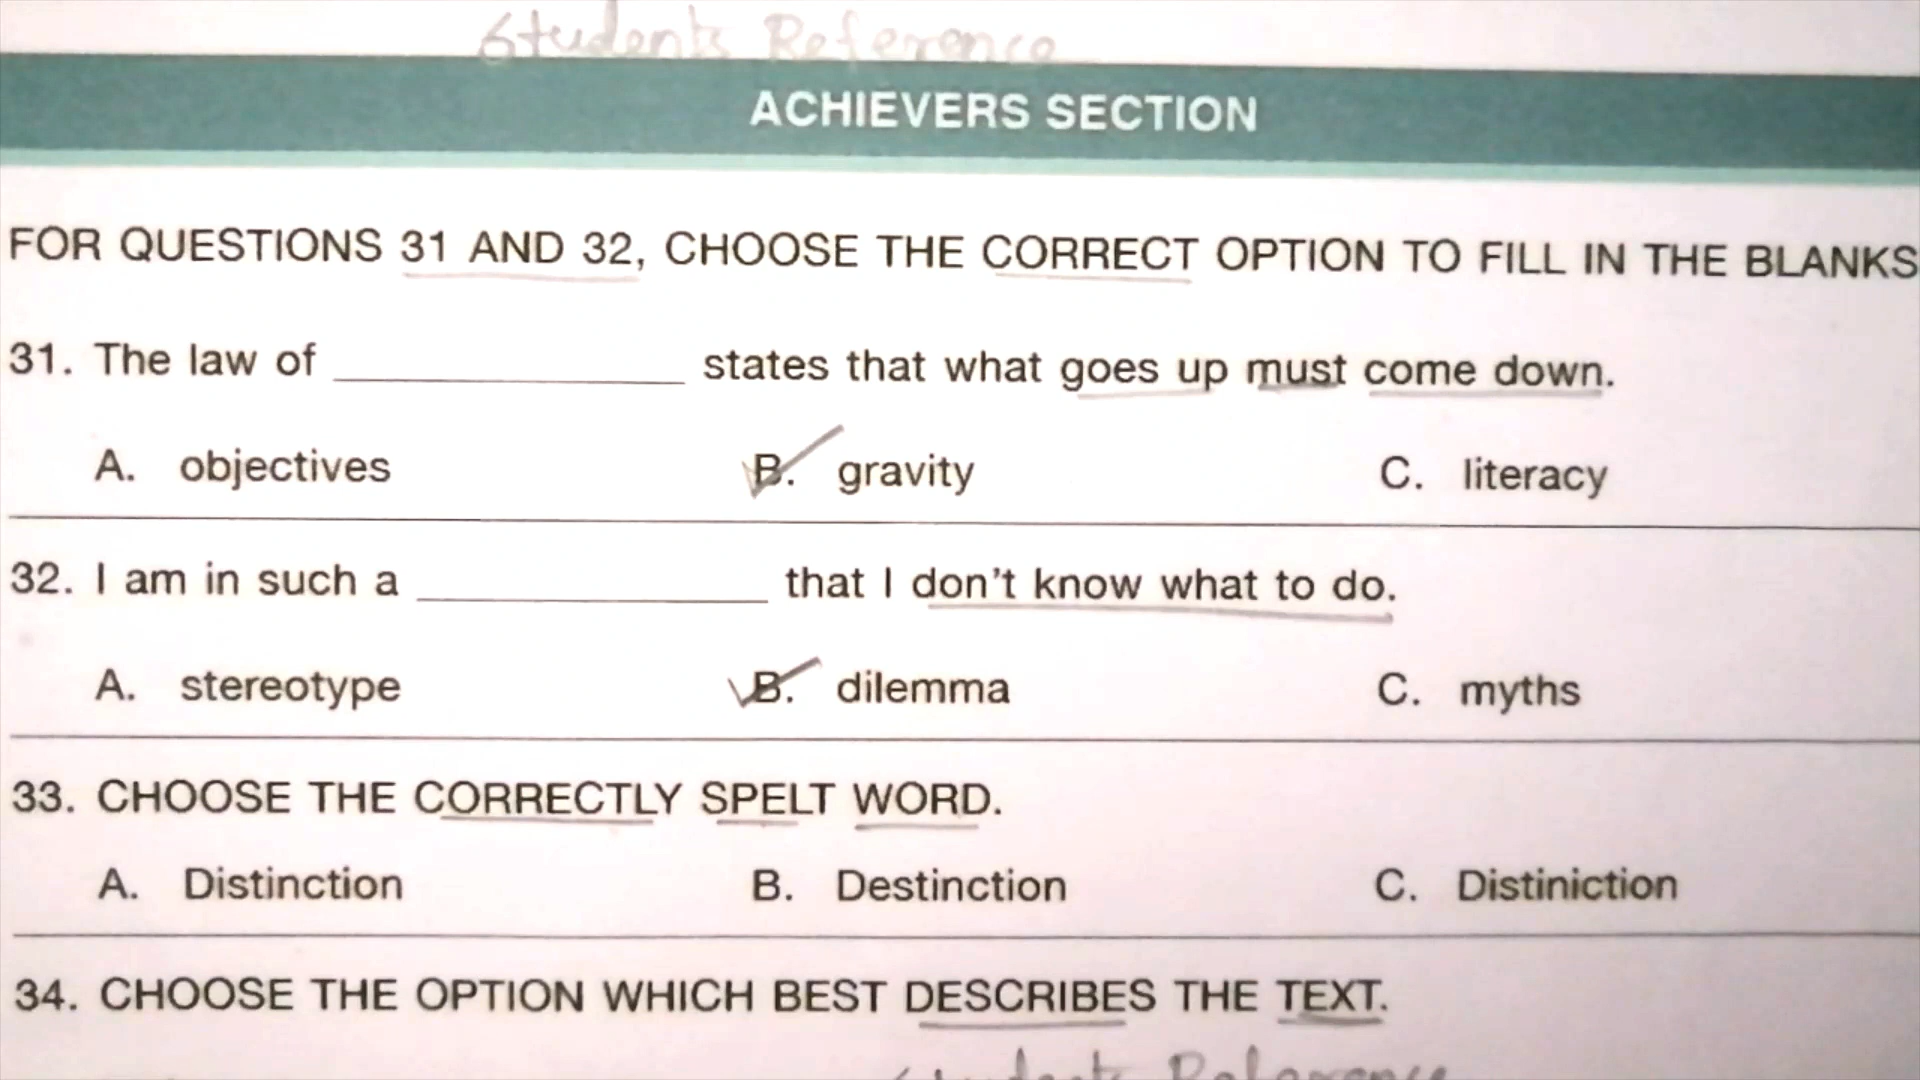 Students Reference
ACHIEVERS SECTION
FOR QUESTIONS 31 AND 32, CHOOSE THE CORRECT OPTION TO FILL IN THE BLANKS
31. The law of ____________ states that what goes up must come down.
A. objectives B. gravity C. literacy
32. I am in such a ____________ that I don't know what to do.
A. stereotype B. dilemma C. myths
33. CHOOSE THE CORRECTLY SPELT WORD.
A. Distinction B. Destinction C. Distiniction
34. CHOOSE THE OPTION WHICH BEST DESCRIBES THE TEXT.